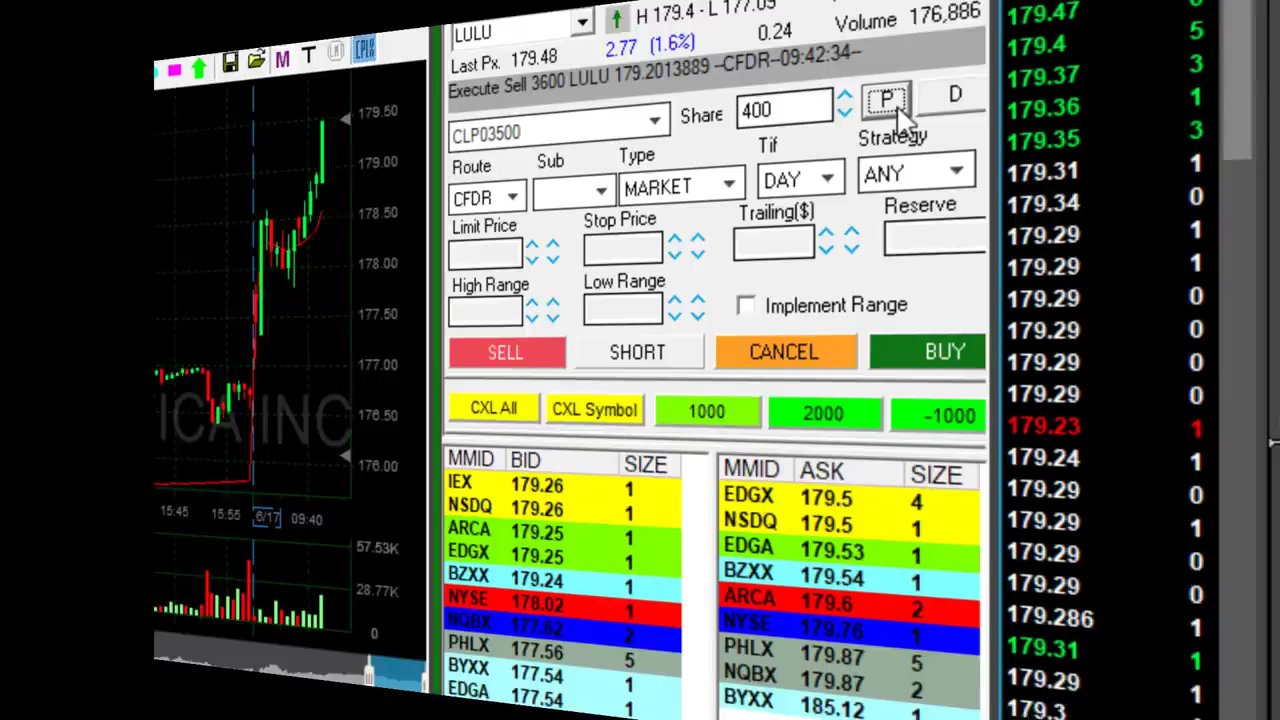 LULU
H 179.4 - L 177.09
Last Px. 179.48
2.77 (1.6%)
0.24
Volume 176,886
Execute Sell 3600 LULU 179.2013889 --CFDR--09:42:34--
CLP03500
Share
400
P
D
Route
Sub
Type
Tif
Strategy
CFDR
MARKET
DAY
ANY
Limit Price
Stop Price
Trailing($)
Reserve
High Range
Low Range
Implement Range
SELL
SHORT
CANCEL
BUY
CXL All
CXL Symbol
1000
2000
-1000
MMID BID SIZE
IEX 179.26 1
NSDQ 179.26 1
ARCA 179.25 1
EDGX 179.25 1
BZXX 179.24 1
NYSE 178.02 1
NQBX 177.62 2
PHLX 177.56 5
BYXX 177.54 1
EDGA 177.54 1
MMID ASK SIZE
EDGX 179.5 4
NSDQ 179.5 1
EDGA 179.53 1
BZXX 179.54 1
ARCA 179.6 2
NYSE 179.76 1
PHLX 179.87 5
NQBX 179.87 2
BYXX 185.12 1
M T CPLX
179.50
179.00
178.50
178.00
177.50
177.00
176.50
176.00
ICA INC
15:45 15:55 6/17 09:40
57.53K
28.77K
0
179.47
179.4 5
179.37 3
179.36 1
179.35 3
179.31 1
179.34 0
179.29 1
179.29 1
179.29 0
179.29 0
179.29 0
179.29 0
179.23 1
179.24 1
179.29 0
179.29 1
179.29 0
179.29 0
179.286 1
179.31 1
179.29 1
179.3